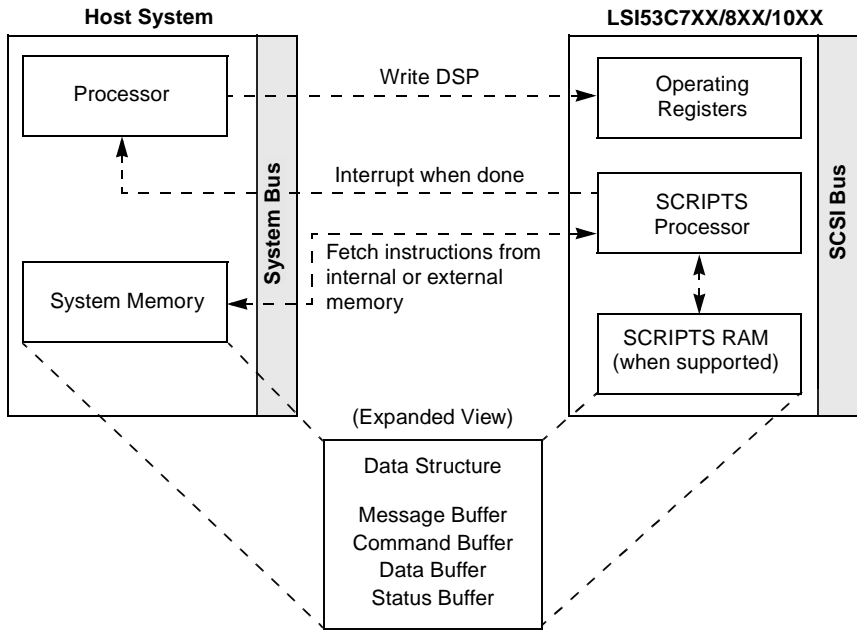 Host System
LSI53C7XX/8XX/10XX
Processor
Write DSP
Operating
Registers
Interrupt when done
SCRIPTS
Processor
System Bus
SCSI Bus
Fetch instructions from
internal or external
memory
System Memory
SCRIPTS RAM
(when supported)
(Expanded View)
Data Structure
Message Buffer
Command Buffer
Data Buffer
Status Buffer